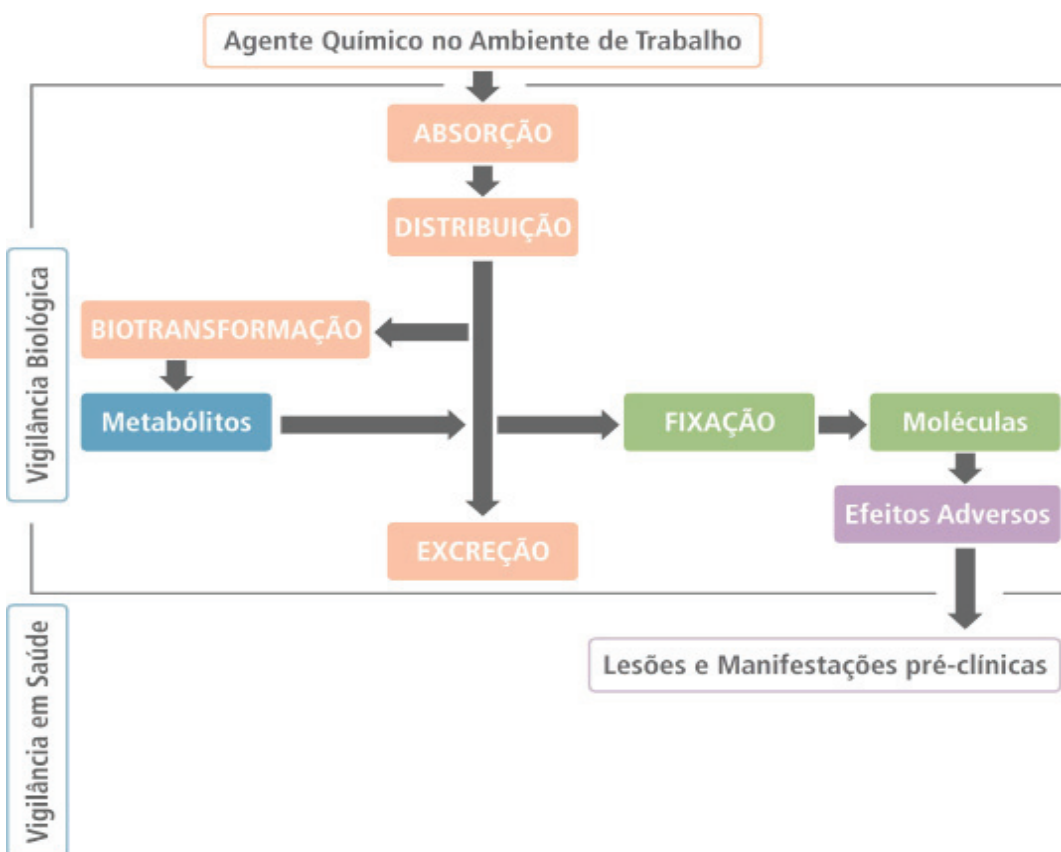 Agente Químico no Ambiente de Trabalho
ABSORÇÃO
DISTRIBUIÇÃO
Vigilância Biológica
BIOTRANSFORMAÇÃO
Metabólitos
FIXAÇÃO
Moléculas
Efeitos Adversos
EXCREÇÃO
Vigilância em Saúde
Lesões e Manifestações pré-clínicas